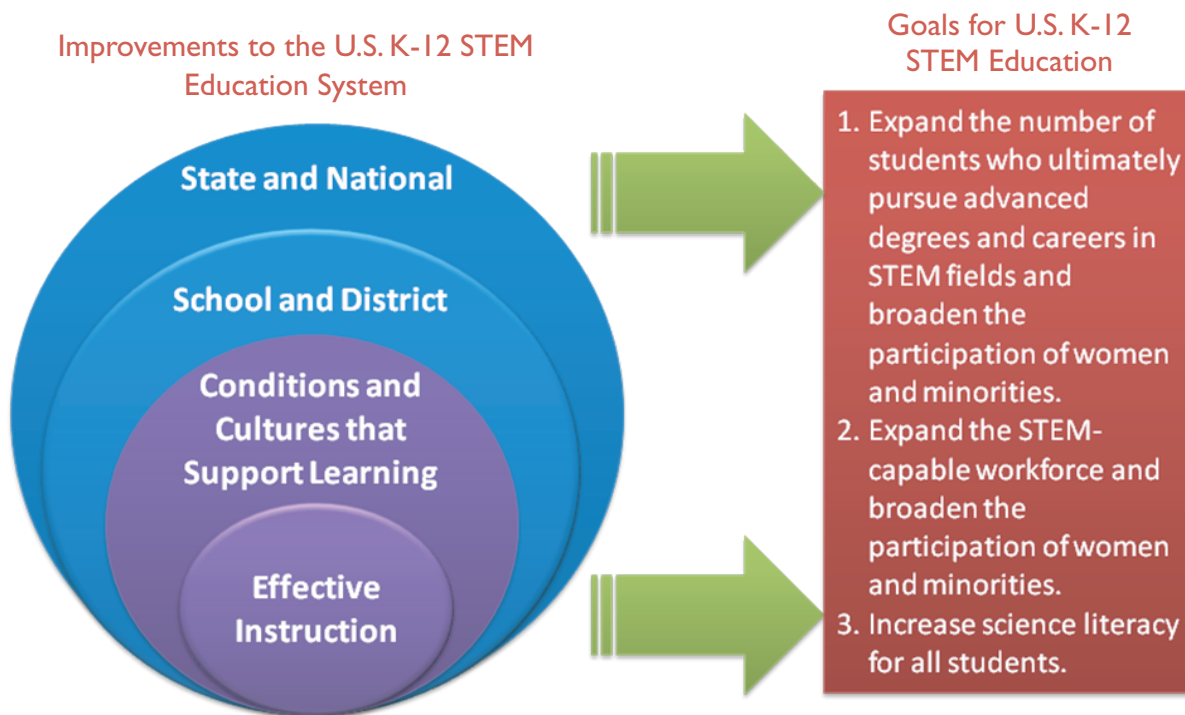 Improvements to the U.S. K-12 STEM
Education System
State and National
School and District
Conditions and
Cultures that
Support Learning
Effective
Instruction
Goals for U.S. K-12
STEM Education
1. Expand the number of
students who ultimately
pursue advanced
degrees and careers in
STEM fields and
broaden the
participation of women
and minorities.
2. Expand the STEM-
capable workforce and
broaden the
participation of women
and minorities.
3. Increase science literacy
for all students.